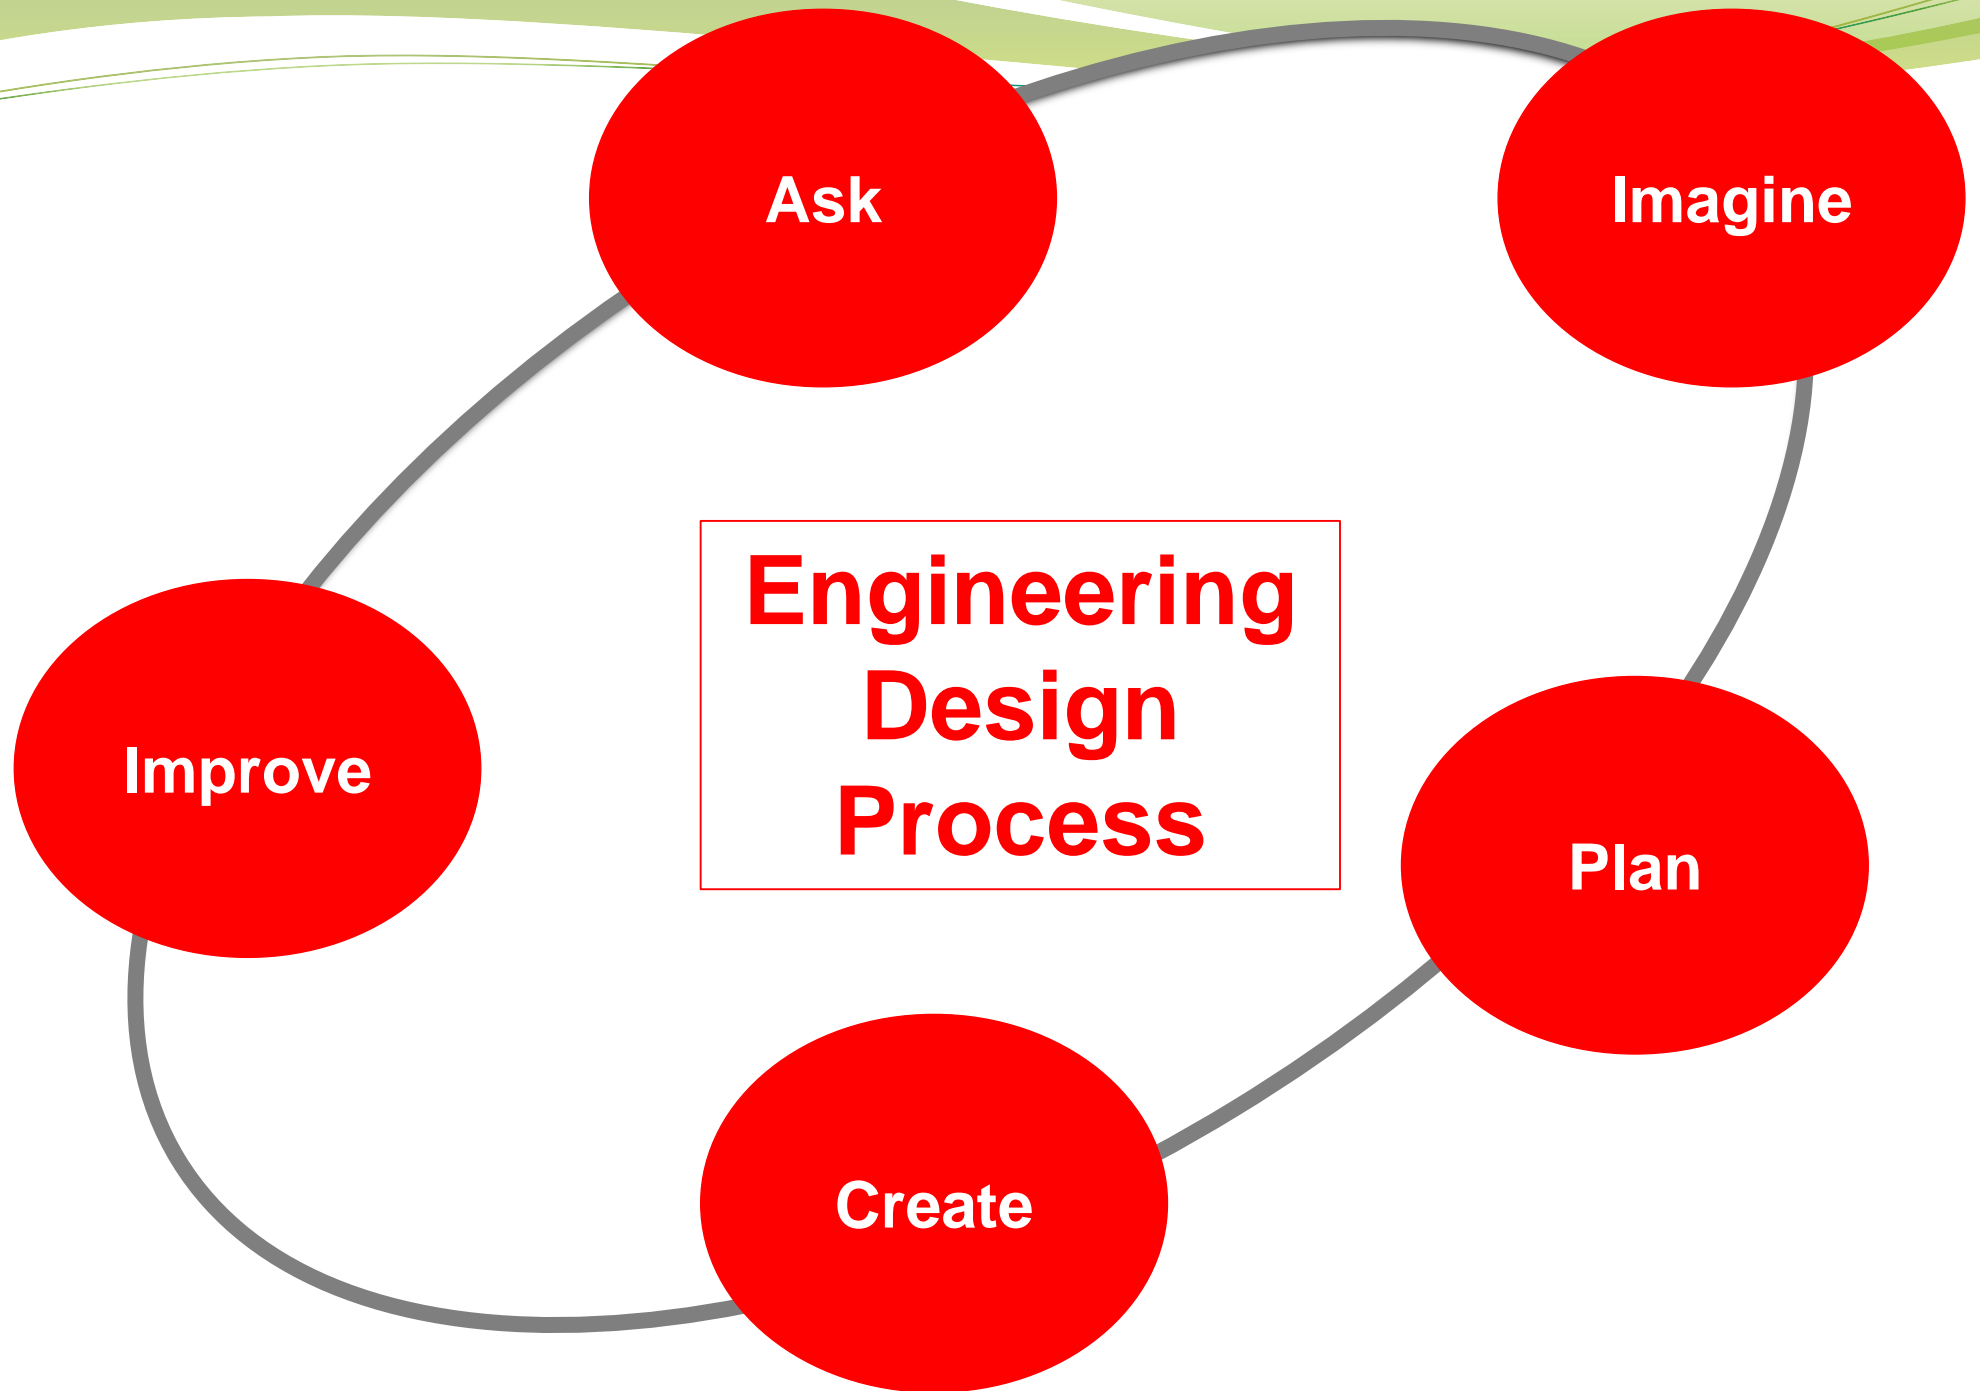 Ask
Imagine
Engineering
Design
Process
Improve
Plan
Create